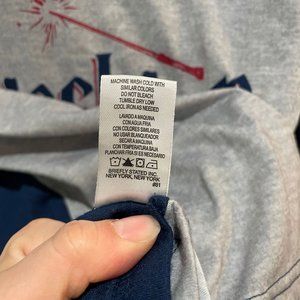 MACHINE WASH COLD WITH
SIMILAR COLORS
DO NOT BLEACH
TUMBLE DRY LOW
COOL IRON AS NEEDED
LAVADO A MAQUINA
CON AGUA FRIA
CON COLORES SIMILARES
NO USAR BLANQUEADOR
SECAR A MAQUINA
CON TEMPERATURA BAJA
PLANCHAR FRIA SI ES NECESARIO
BRIEFLY STATED INC.
NEW YORK, NEW YORK
#81